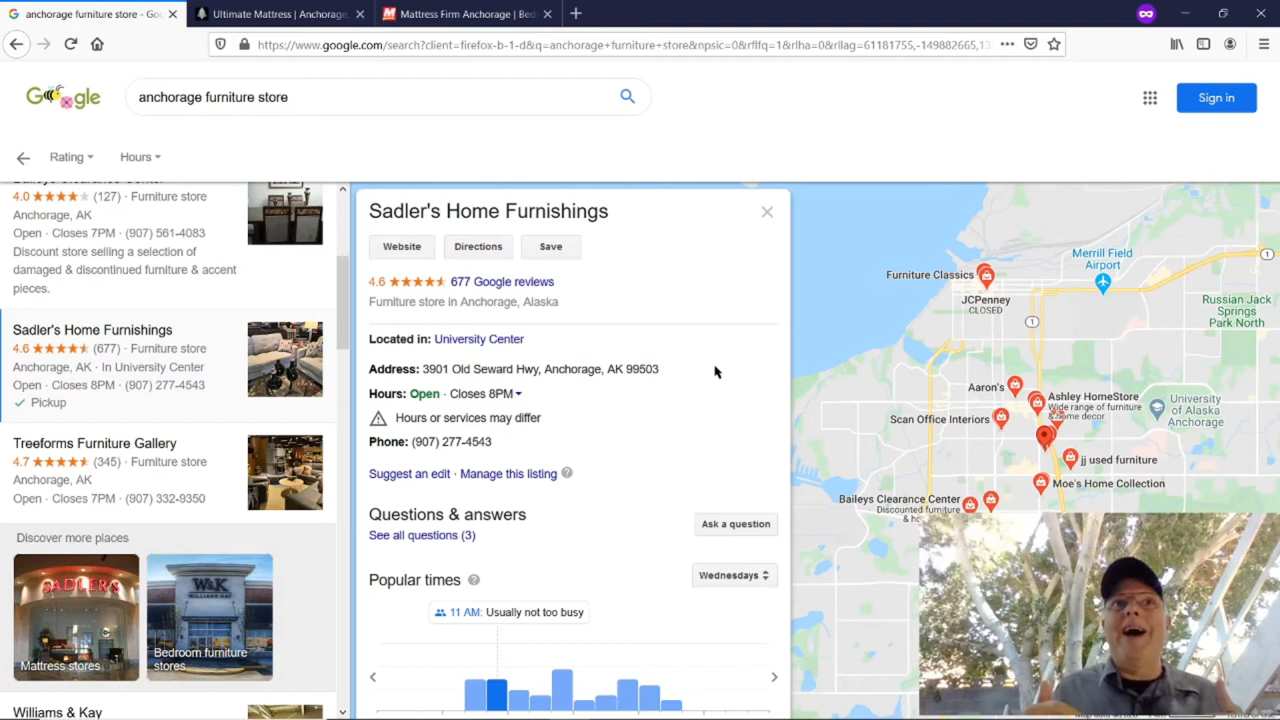 anchorage furniture store - Goo
Ultimate Mattress | Anchorage,
Mattress Firm Anchorage | Bed
https://www.google.com/search?client=firefox-b-1-d&q=anchorage+furniture+store&npsic=0&rflfq=1&rlha=0&rllag=61181755,-149882665,13
Google
anchorage furniture store
Sign in
Rating
Hours
4.0 (127) · Furniture store
Anchorage, AK
Open · Closes 7PM · (907) 561-4083
Discount store selling a selection of
damaged & discontinued furniture & accent
pieces.
Sadler's Home Furnishings
4.6 (677) · Furniture store
Anchorage, AK · In University Center
Open · Closes 8PM · (907) 277-4543
Pickup
Treeforms Furniture Gallery
4.7 (345) · Furniture store
Anchorage, AK
Open · Closes 7PM · (907) 332-9350
Discover more places
SADLERS
Mattress stores
W&K
Bedroom furniture
stores
Williams & Kay
Sadler's Home Furnishings
Website
Directions
Save
4.6 677 Google reviews
Furniture store in Anchorage, Alaska
Located in: University Center
Address: 3901 Old Seward Hwy, Anchorage, AK 99503
Hours: Open · Closes 8PM
Hours or services may differ
Phone: (907) 277-4543
Suggest an edit · Manage this listing
Questions & answers
See all questions (3)
Ask a question
Popular times
Wednesdays
11 AM: Usually not too busy
Merrill Field
Airport
1
Furniture Classics
JCPenney
CLOSED
1
Russian Jack
Springs
Park North
Aaron's
Ashley HomeStore
Wide range of furniture
& home decor
University
of Alaska
Anchorage
Scan Office Interiors
jj used furniture
Moe's Home Collection
Baileys Clearance Center
Discounted furniture